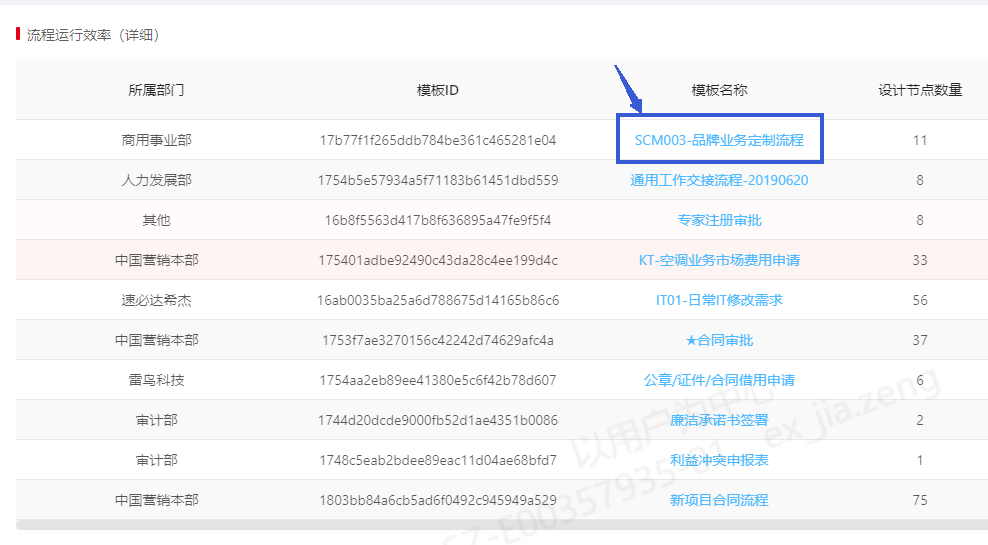 流程运行效率（详细）
所属部门 模板ID 模板名称 设计节点数量
商用事业部 17b77f1f265ddb784be361c465281e04 SCM003-品牌业务定制流程 11
人力发展部 1754b5e57934a5f71183b61451dbd559 通用工作交接流程-20190620 8
其他 16b8f5563d417b8f636895a47fe9f5f4 专家注册审批 8
中国营销本部 175401adbe92490c43da28c4ee199d4c KT-空调业务市场费用申请 33
速必达希杰 16ab0035ba25a6d788675d14165b86c6 IT01-日常IT修改需求 56
中国营销本部 1753f7ae3270156c42242d74629afc4a ★合同审批 37
雷鸟科技 1754aa2eb89ee41380e5c6f42b78d607 公章/证件/合同借用申请 6
审计部 1744d20dcde9000fb52d1ae4351b0086 廉洁承诺书签署 2
审计部 1748c5eab2bdee89eac11d04ae68bfd7 利益冲突申报表 1
中国营销本部 1803bb84a6cb5ad6f0492c945949a529 新项目合同流程 75
以用户为中心
SZ-E00357935-01 ex_jia.zeng